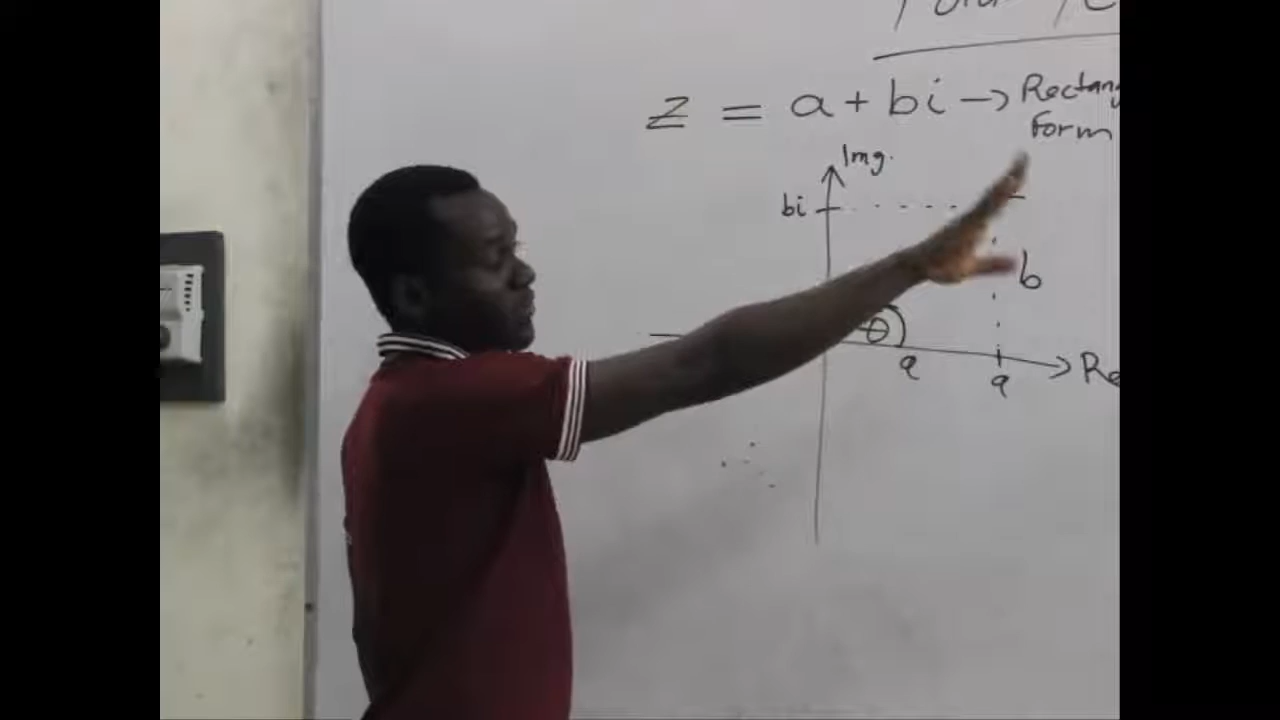 z = a + bi → Rectang
Form
Img.
bi
b
θ
a
a
Re